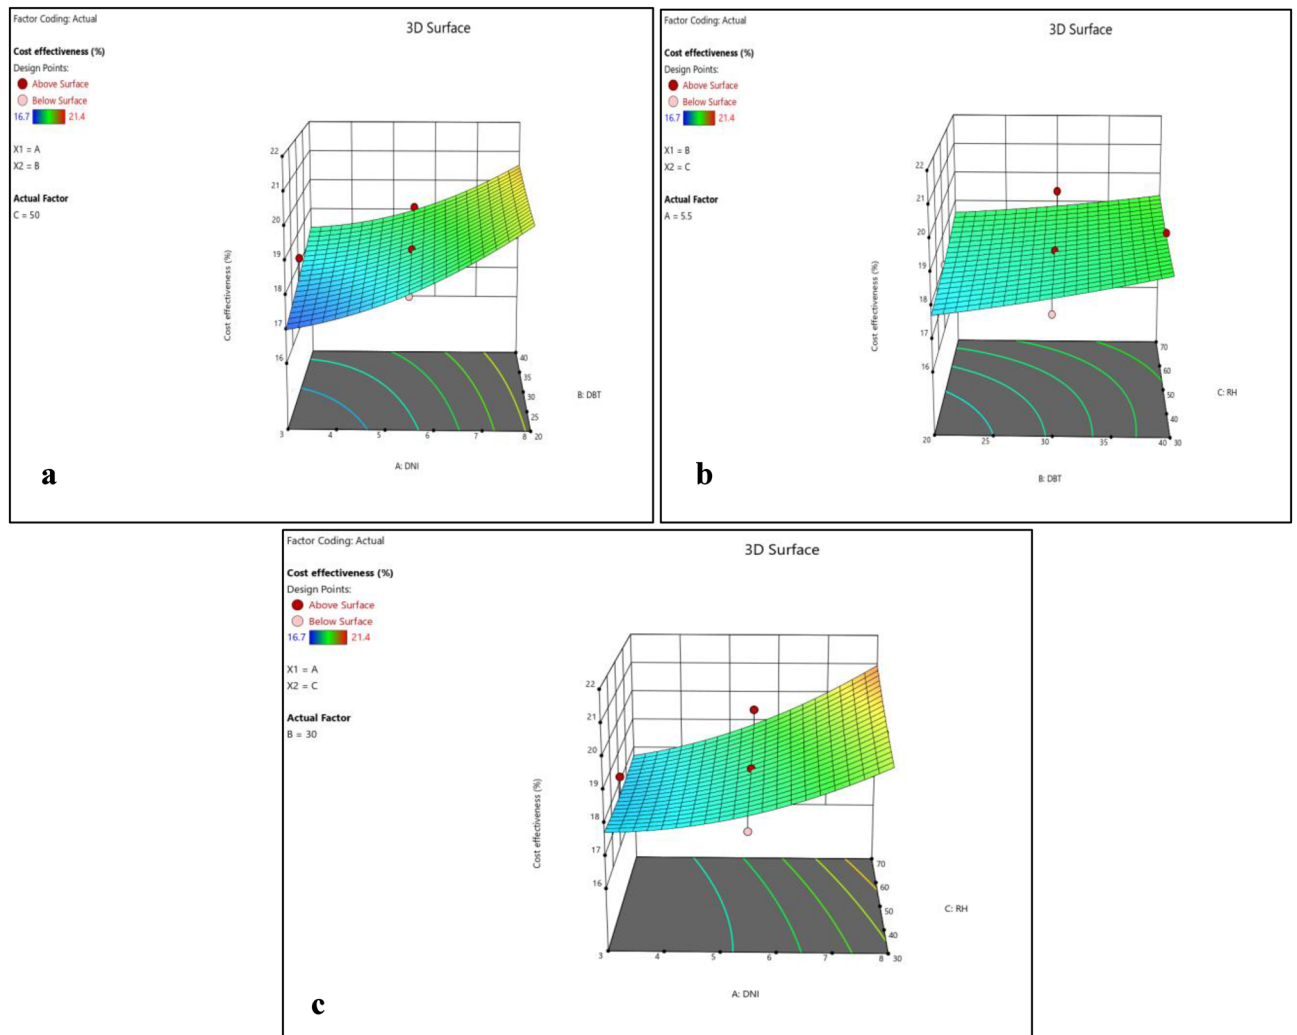 Factor Coding: Actual
3D Surface
Cost effectiveness (%)
Design Points:
Above Surface
Below Surface
16.7 21.4
X1 = A
X2 = B
Actual Factor
C = 50
22
21
20
19
18
17
16
Cost effectiveness (%)
3 4 5 6 7 8
20 25 30 35 40
B: DBT
A: DNI
a
Factor Coding: Actual
3D Surface
Cost effectiveness (%)
Design Points:
Above Surface
Below Surface
16.7 21.4
X1 = B
X2 = C
Actual Factor
A = 5.5
22
21
20
19
18
17
16
Cost effectiveness (%)
20 25 30 35 40
30 40 50 60 70
C: RH
B: DBT
b
Factor Coding: Actual
3D Surface
Cost effectiveness (%)
Design Points:
Above Surface
Below Surface
16.7 21.4
X1 = A
X2 = C
Actual Factor
B = 30
22
21
20
19
18
17
16
Cost effectiveness (%)
3 4 5 6 7 8
30 40 50 60 70
C: RH
A: DNI
c